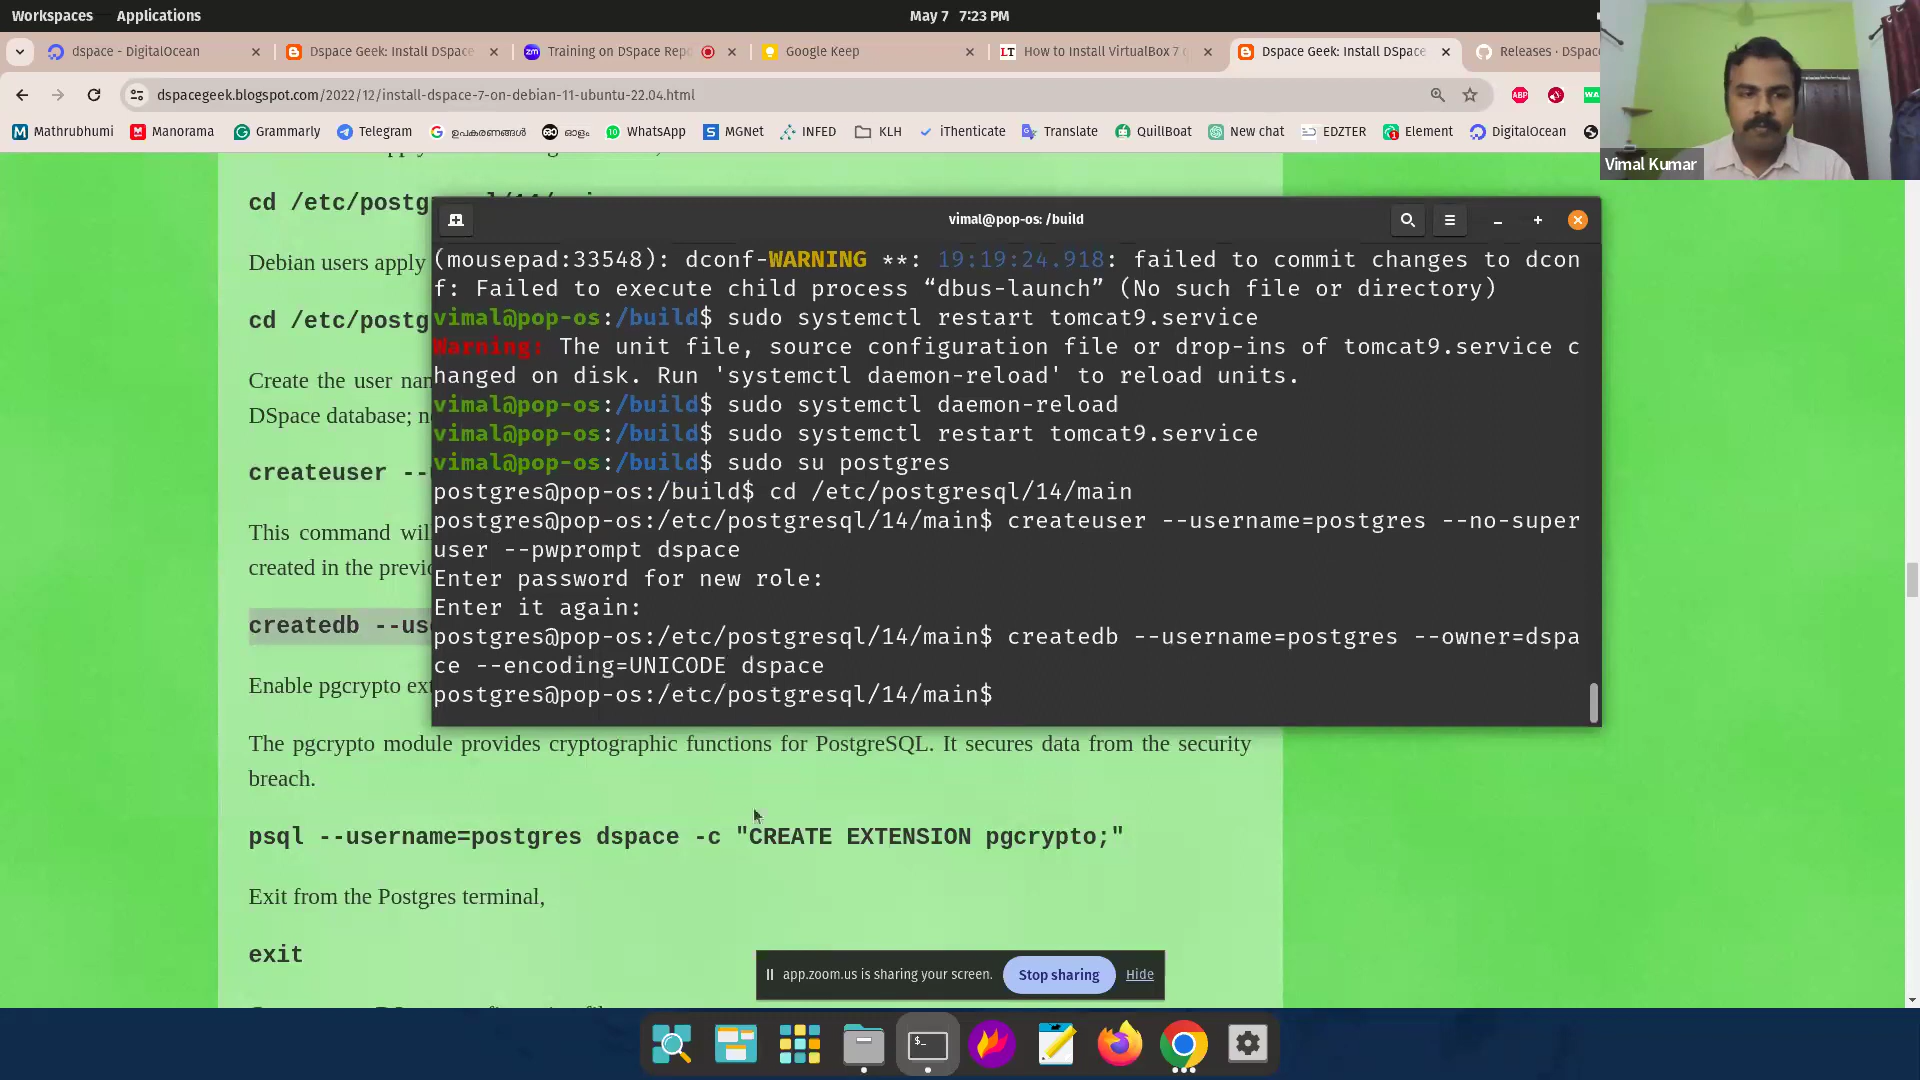 Workspaces Applications May 7 7:23 PM
dspace - DigitalOcean Dspace Geek: Install DSpace Training on DSpace Repo Google Keep How to Install VirtualBox 7 Dspace Geek: Install DSpace Releases · DSpac
dspacegeek.blogspot.com/2022/12/install-dspace-7-on-debian-11-ubuntu-22.04.html ABP WA
Mathrubhumi Manorama Grammarly Telegram ഉപകരണങ്ങൾ ഓളം WhatsApp MGNet INFED KLH iThenticate Translate QuillBoat New chat EDZTER Element DigitalOcean
Vimal Kumar
cd /etc/postg
Debian users apply
cd /etc/postg
Create the user nam
DSpace database; n
createuser --
This command wil
created in the previo
createdb --use
Enable pgcrypto ext
vimal@pop-os: /build
(mousepad:33548): dconf-WARNING **: 19:19:24.918: failed to commit changes to dcon
f: Failed to execute child process “dbus-launch” (No such file or directory)
vimal@pop-os:/build$ sudo systemctl restart tomcat9.service
Warning: The unit file, source configuration file or drop-ins of tomcat9.service c
hanged on disk. Run 'systemctl daemon-reload' to reload units.
vimal@pop-os:/build$ sudo systemctl daemon-reload
vimal@pop-os:/build$ sudo systemctl restart tomcat9.service
vimal@pop-os:/build$ sudo su postgres
postgres@pop-os:/build$ cd /etc/postgresql/14/main
postgres@pop-os:/etc/postgresql/14/main$ createuser --username=postgres --no-super
user --pwprompt dspace
Enter password for new role:
Enter it again:
postgres@pop-os:/etc/postgresql/14/main$ createdb --username=postgres --owner=dspa
ce --encoding=UNICODE dspace
postgres@pop-os:/etc/postgresql/14/main$
The pgcrypto module provides cryptographic functions for PostgreSQL. It secures data from the security
breach.
psql --username=postgres dspace -c "CREATE EXTENSION pgcrypto;"
Exit from the Postgres terminal,
exit
app.zoom.us is sharing your screen. Stop sharing Hide